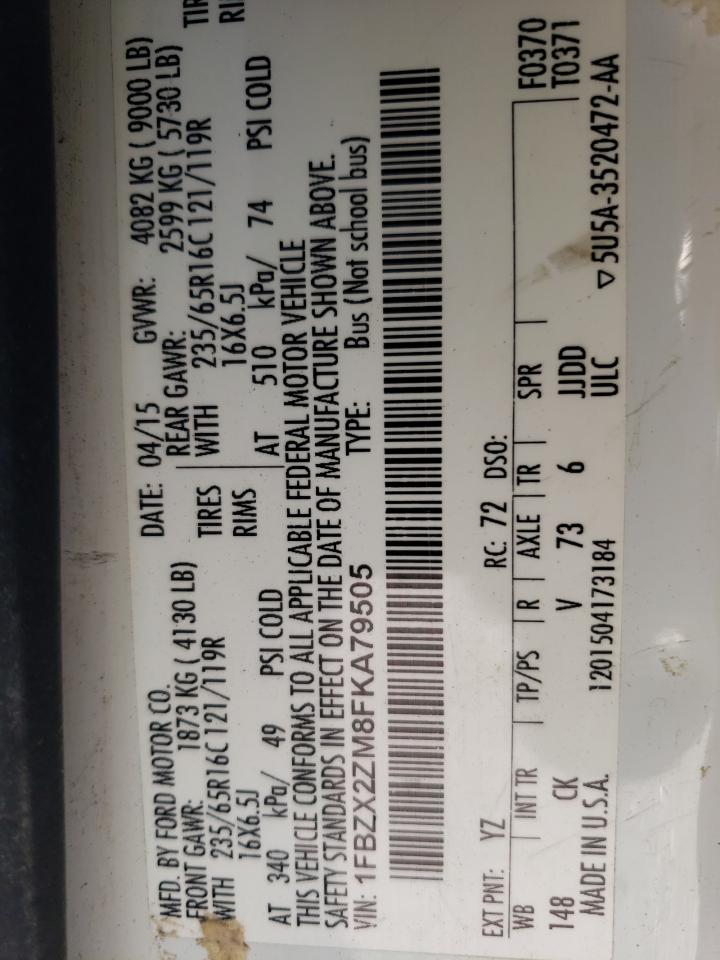 MFD. BY FORD MOTOR CO. DATE: 04/15 GVWR: 4082 KG ( 9000 LB)
FRONT GAWR: 1873 KG ( 4130 LB) REAR GAWR: 2599 KG ( 5730 LB)
WITH 235/65R16C 121/119R TIRES WITH 235/65R16C 121/119R TIR
16X6.5J RIMS 16X6.5J RI
AT 340 kPa/ 49 PSI COLD AT 510 kPa/ 74 PSI COLD
THIS VEHICLE CONFORMS TO ALL APPLICABLE FEDERAL MOTOR VEHICLE
SAFETY STANDARDS IN EFFECT ON THE DATE OF MANUFACTURE SHOWN ABOVE.
VIN: 1FBZX2ZM8FKA79505 TYPE: Bus (Not school bus)
EXT PNT: YZ RC: 72 DSO:
WB INT TR TP/PS R AXLE TR SPR F0370
148 CK V 73 6 JJDD T0371
MADE IN U.S.A. 1201504173184 ULC ▽ 5U5A-3520472-AA